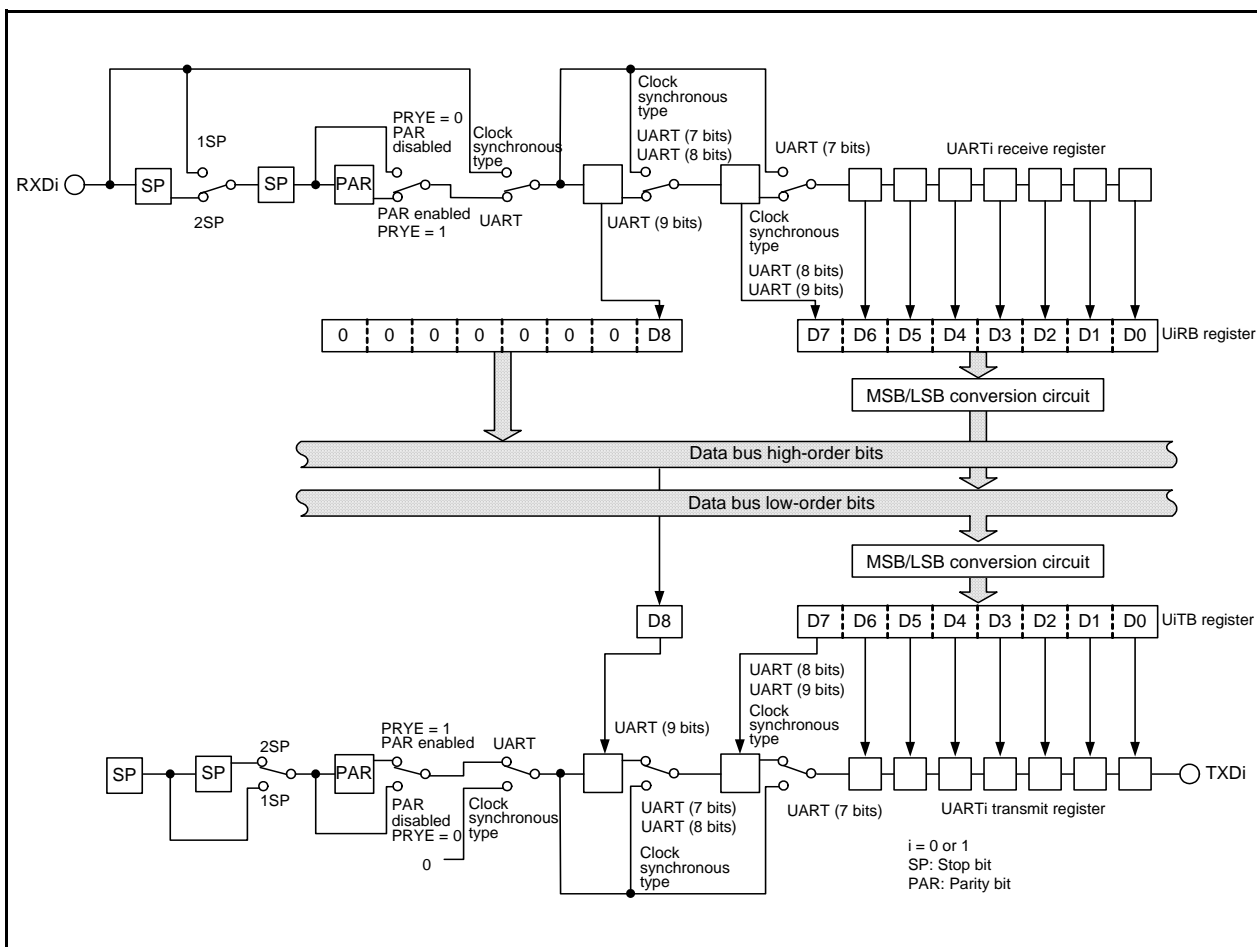 Clock
synchronous
type
PRYE = 0
PAR
disabled
Clock
synchronous
type
1SP
UART (7 bits)
UART (8 bits)
UART (7 bits)
UARTi receive register
RXDi
SP
SP
PAR
2SP
PAR enabled
PRYE = 1
UART
UART (9 bits)
Clock
synchronous
type
UART (8 bits)
UART (9 bits)
0 0 0 0 0 0 0 D8
D7 D6 D5 D4 D3 D2 D1 D0
UiRB register
MSB/LSB conversion circuit
Data bus high-order bits
Data bus low-order bits
MSB/LSB conversion circuit
D8
D7 D6 D5 D4 D3 D2 D1 D0
UiTB register
UART (8 bits)
UART (9 bits)
Clock
synchronous
type
UART (9 bits)
PRYE = 1
PAR enabled
UART
2SP
SP
SP
PAR
TXDi
1SP
PAR
disabled
PRYE = 0
Clock
synchronous
type
0
UART (7 bits)
UART (8 bits)
Clock
synchronous
type
UART (7 bits)
UARTi transmit register
i = 0 or 1
SP: Stop bit
PAR: Parity bit